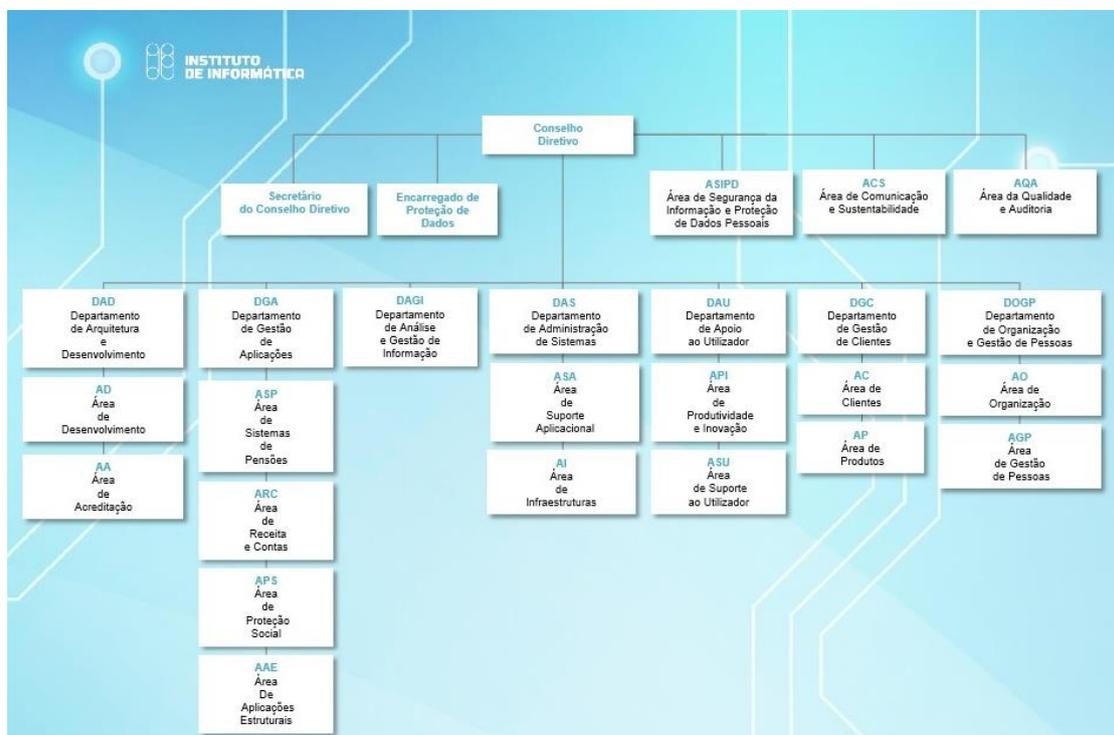 INSTITUTO
DE INFORMÁTICA
Conselho
Diretivo
Secretário
do Conselho Diretivo
Encarregado de
Proteção de
Dados
ASIPD
Área de Segurança da
Informação e Proteção
de Dados Pessoais
ACS
Área de Comunicação
e Sustentabilidade
AQA
Área da Qualidade
e Auditoria
DAD
Departamento
de Arquitetura
e
Desenvolvimento
AD
Área
de
Desenvolvimento
AA
Área
de
Acreditação
DGA
Departamento
de Gestão
de
Aplicações
ASP
Área
de
Sistemas
de
Pensões
ARC
Área
de
Receita
e Contas
APS
Área
de
Proteção
Social
AAE
Área
De
Aplicações
Estruturais
DAGI
Departamento
de Análise
e Gestão de
Informação
DAS
Departamento
de Administração
de Sistemas
ASA
Área
de
Suporte
Aplicacional
AI
Área
de
Infraestruturas
DAU
Departamento
de Apoio
ao Utilizador
API
Área
de
Produtividade
e Inovação
ASU
Área
de Suporte
ao Utilizador
DGC
Departamento
de Gestão
de Clientes
AC
Área de
Clientes
AP
Área de
Produtos
DOGP
Departamento
de Organização
e Gestão de Pessoas
AO
Área de
Organização
AGP
Área
de Gestão
de Pessoas